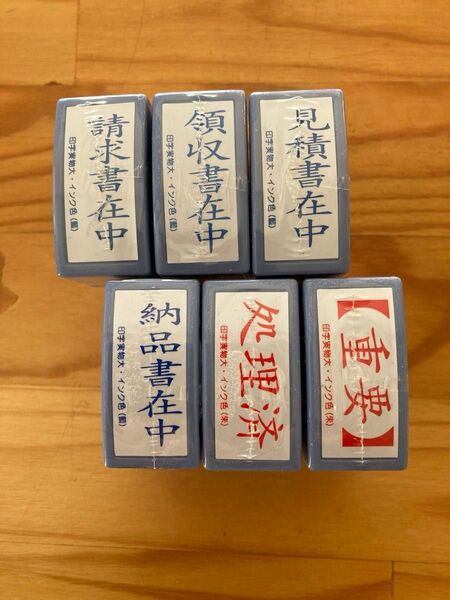 請求書在中
印字実物大・インク色(藍)
領収書在中
印字実物大・インク色(藍)
見積書在中
印字実物大・インク色(藍)
納品書在中
印字実物大・インク色(藍)
処理済
印字実物大・インク色(朱)
【重要】
印字実物大・インク色(朱)